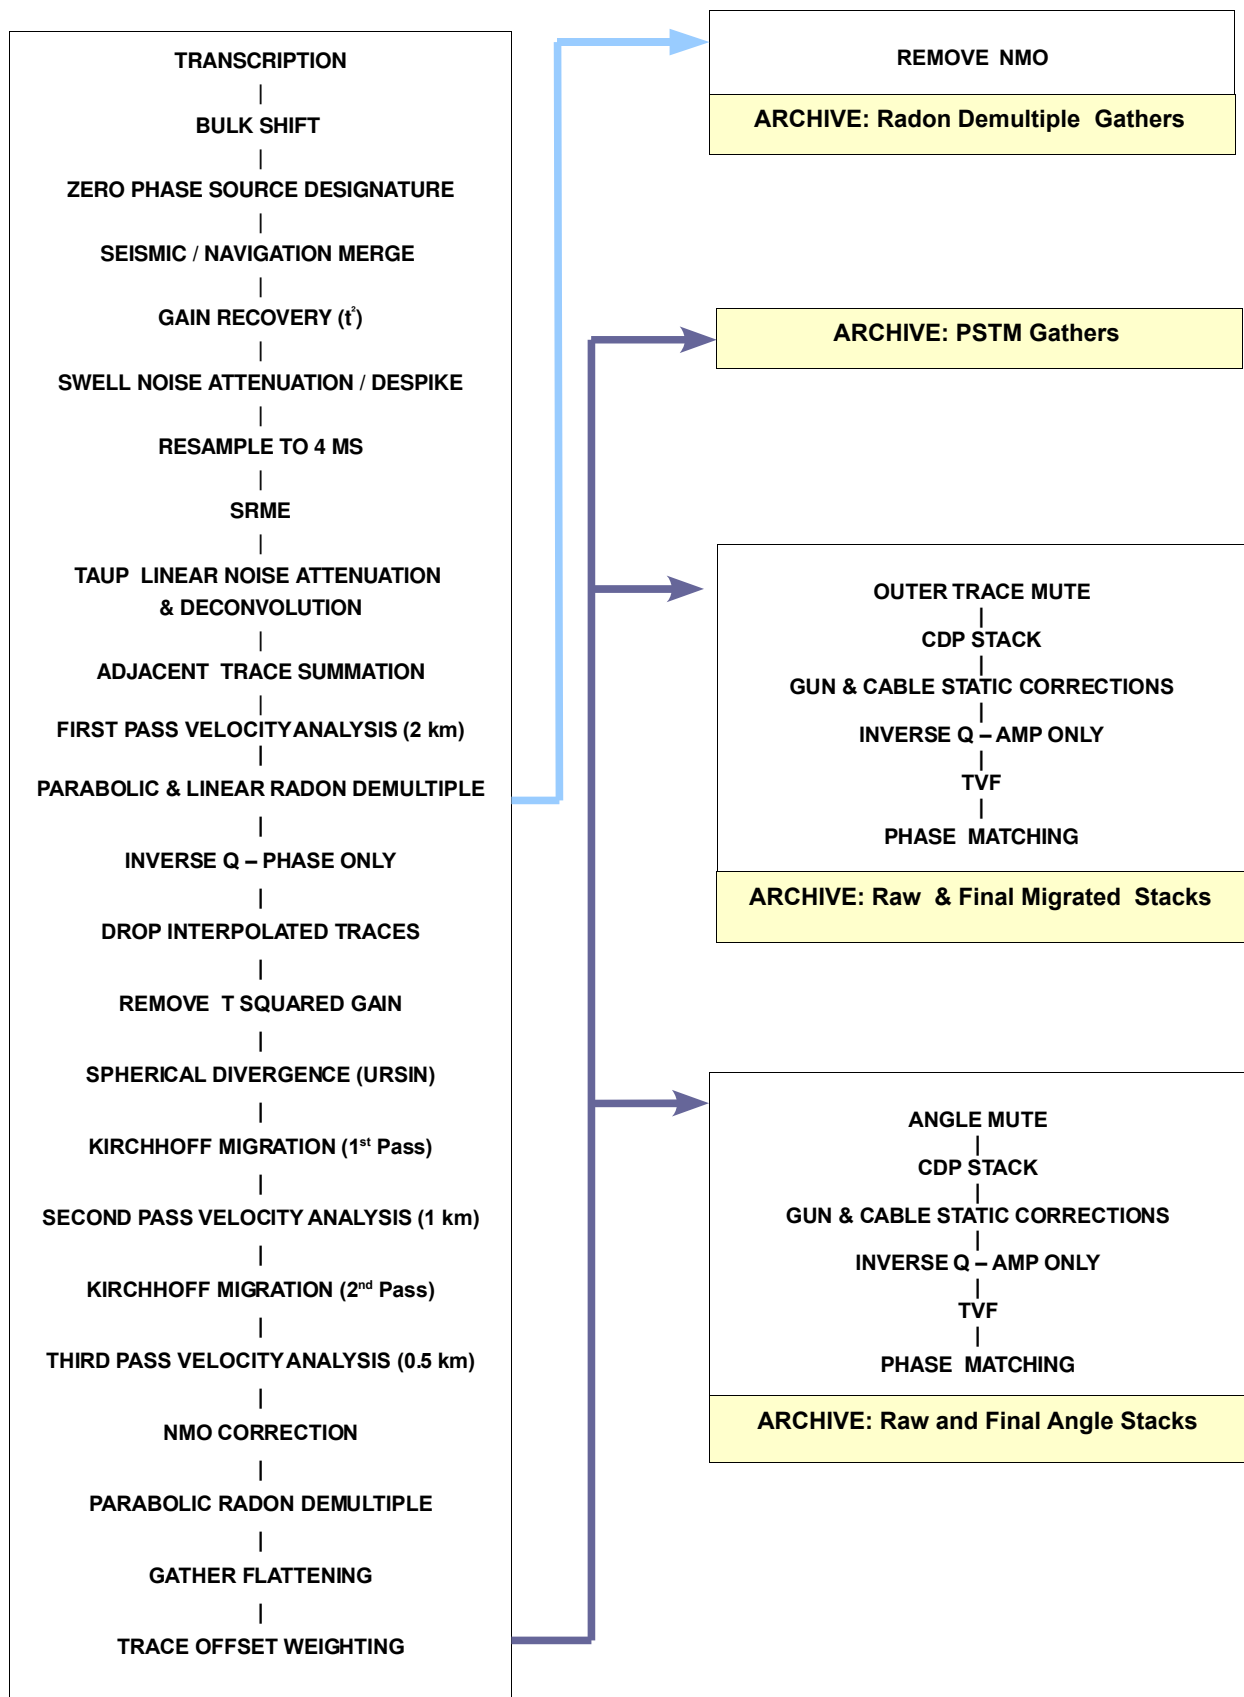 TRANSCRIPTION
BULK SHIFT
ZERO PHASE SOURCE DESIGNATURE
SEISMIC / NAVIGATION MERGE
GAIN RECOVERY (t²)
SWELL NOISE ATTENUATION / DESPIKE
RESAMPLE TO 4 MS
SRME
TAUP LINEAR NOISE ATTENUATION
& DECONVOLUTION
ADJACENT TRACE SUMMATION
FIRST PASS VELOCITY ANALYSIS (2 km)
PARABOLIC & LINEAR RADON DEMULTIPLE
INVERSE Q – PHASE ONLY
DROP INTERPOLATED TRACES
REMOVE T SQUARED GAIN
SPHERICAL DIVERGENCE (URSIN)
KIRCHHOFF MIGRATION (1st Pass)
SECOND PASS VELOCITY ANALYSIS (1 km)
KIRCHHOFF MIGRATION (2nd Pass)
THIRD PASS VELOCITY ANALYSIS (0.5 km)
NMO CORRECTION
PARABOLIC RADON DEMULTIPLE
GATHER FLATTENING
TRACE OFFSET WEIGHTING
REMOVE NMO
ARCHIVE: Radon Demultiple Gathers
ARCHIVE: PSTM Gathers
OUTER TRACE MUTE
CDP STACK
GUN & CABLE STATIC CORRECTIONS
INVERSE Q – AMP ONLY
TVF
PHASE MATCHING
ARCHIVE: Raw & Final Migrated Stacks
ANGLE MUTE
CDP STACK
GUN & CABLE STATIC CORRECTIONS
INVERSE Q – AMP ONLY
TVF
PHASE MATCHING
ARCHIVE: Raw and Final Angle Stacks